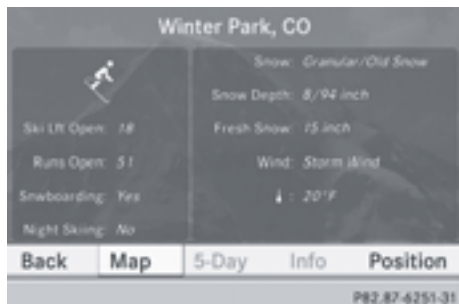 Winter Park, CO
Ski Lift Open: 18
Runs Open: 51
Snwboarding: Yes
Night Skiing: No
Snow: Granular/Old Snow
Snow Depth: 8/94 inch
Fresh Snow: 15 inch
Wind: Storm Wind
: 20°F
Back Map 5-Day Info Position
P82.87-6251-31